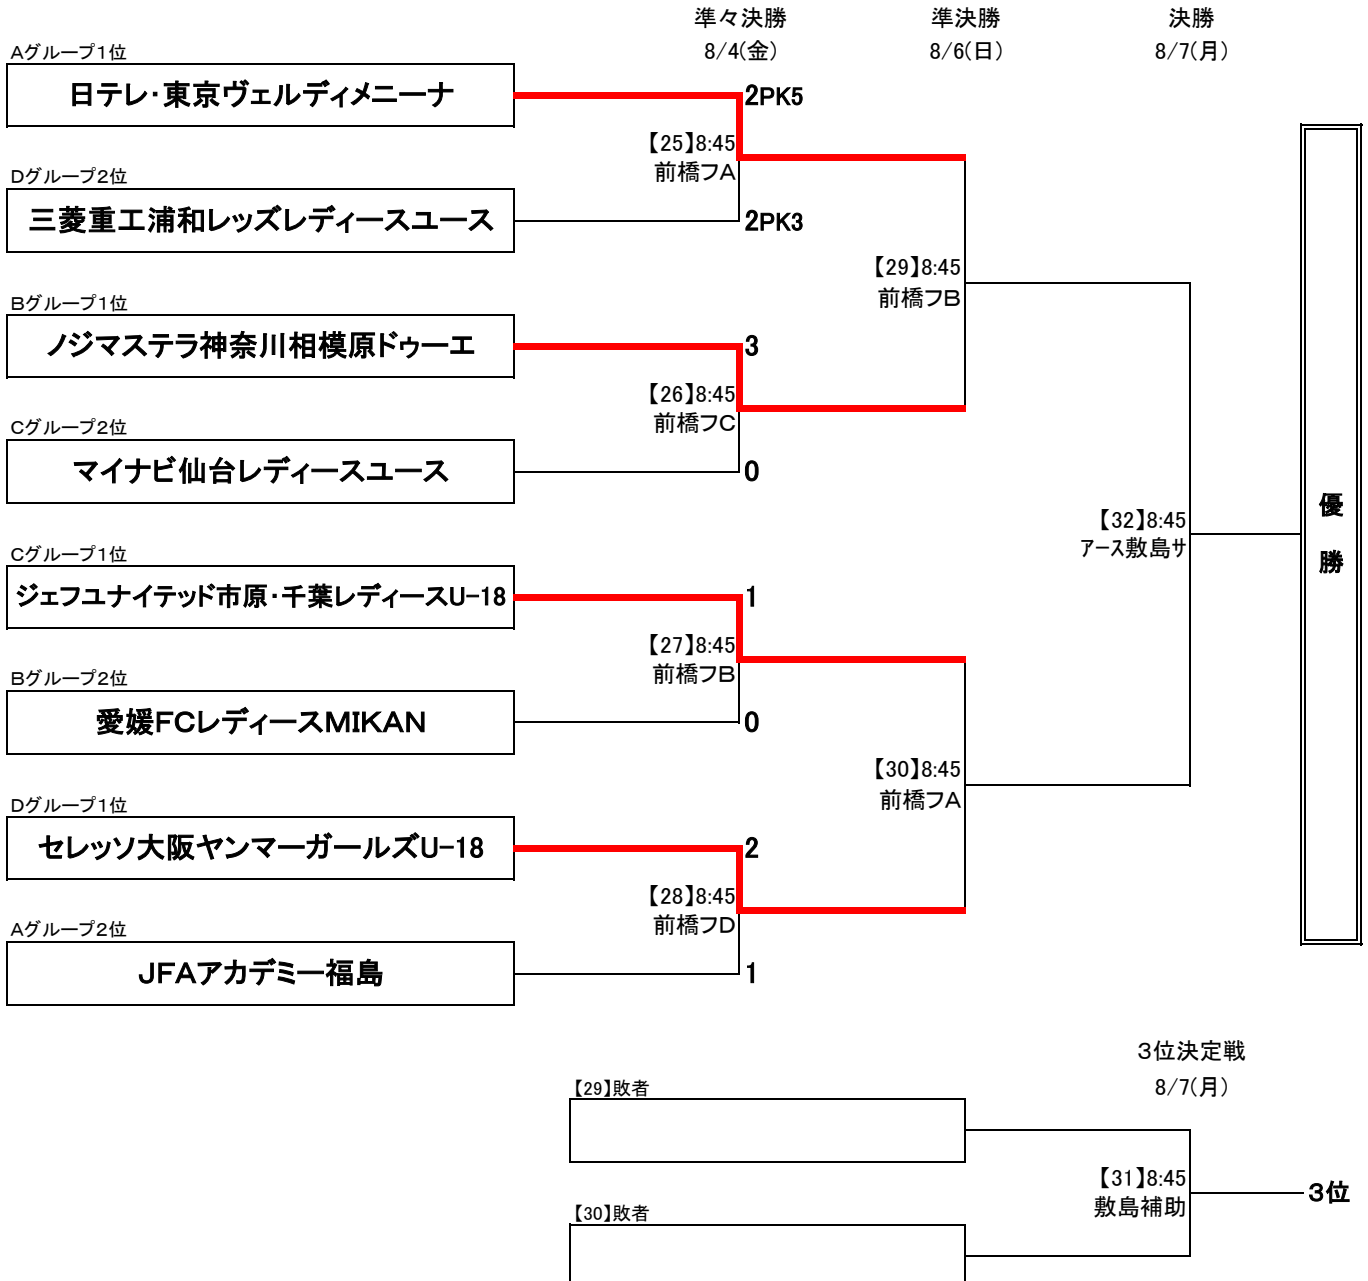 準々決勝
準決勝
決勝
8/4(金)
8/6(日)
8/7(月)
Aグループ1位
日テレ・東京ヴェルディメニーナ
2PK5
【25】8:45
前橋フA
Dグループ2位
三菱重工浦和レッズレディースユース
2PK3
【29】8:45
前橋フB
Bグループ1位
ノジマステラ神奈川相模原ドゥーエ
3
【26】8:45
前橋フC
Cグループ2位
マイナビ仙台レディースユース
0
優勝
【32】8:45
アース敷島サ
Cグループ1位
ジェフユナイテッド市原・千葉レディースU-18
1
【27】8:45
前橋フB
Bグループ2位
愛媛FCレディースMIKAN
0
【30】8:45
前橋フA
Dグループ1位
セレッソ大阪ヤンマーガールズU-18
2
【28】8:45
前橋フD
Aグループ2位
JFAアカデミー福島
1
3位決定戦
8/7(月)
【29】敗者
【31】8:45
敷島補助
3位
【30】敗者